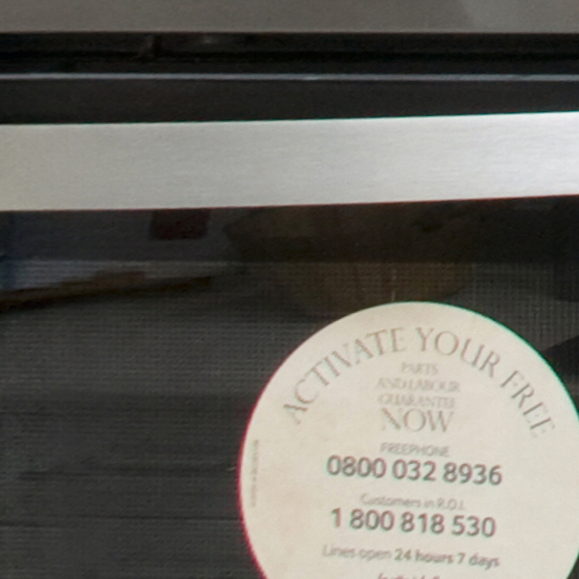 ACTIVATE YOUR FREE
PARTS
AND LABOUR
GUARANTEE
NOW
FREEPHONE
0800 032 8936
Customers in R.O.I.
1 800 818 530
Lines open 24 hours 7 days